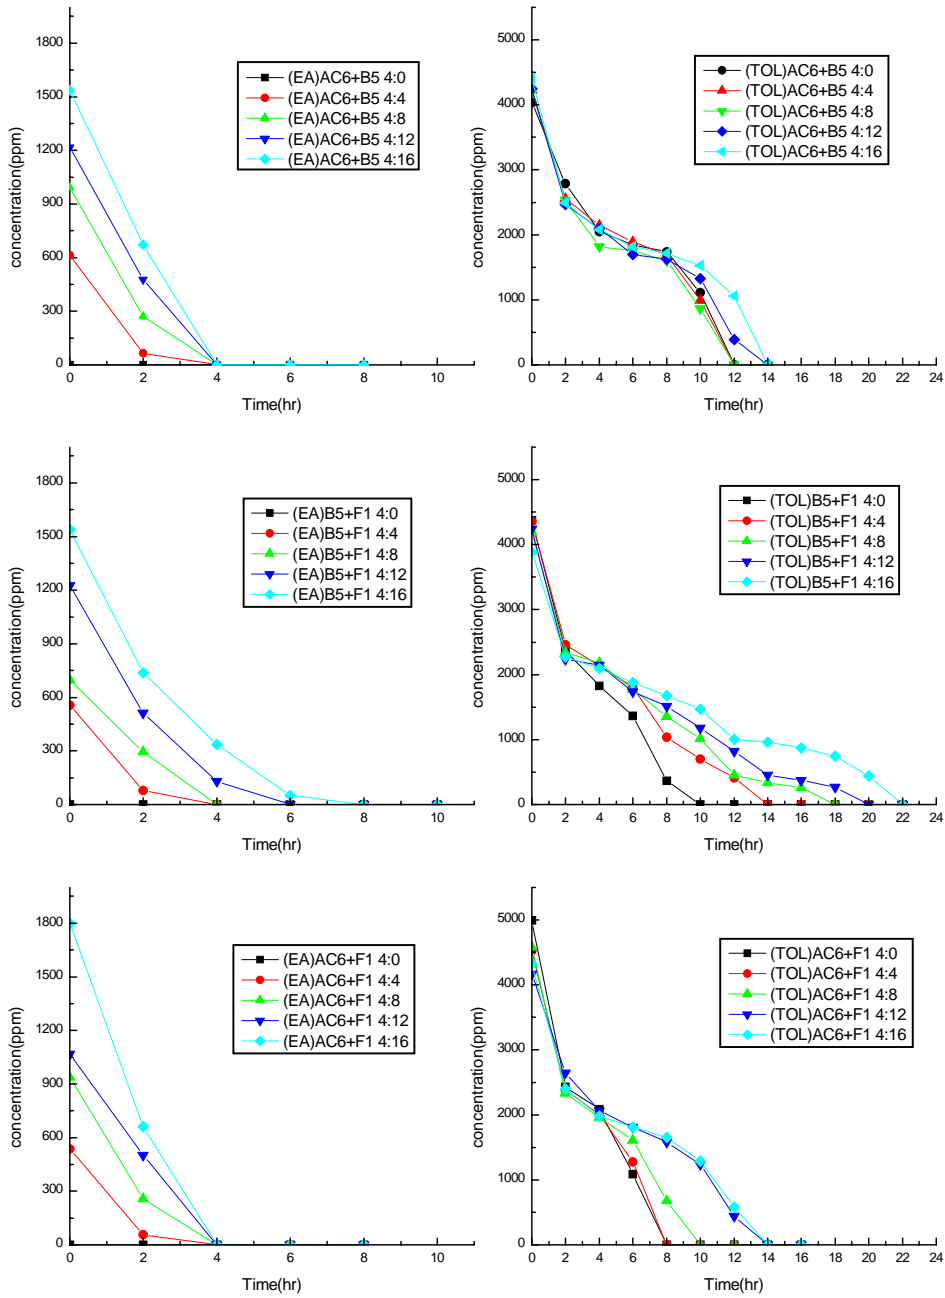 1800
1500
1200
900
600
300
0
concentration(ppm)
(EA)AC6+B5 4:0
(EA)AC6+B5 4:4
(EA)AC6+B5 4:8
(EA)AC6+B5 4:12
(EA)AC6+B5 4:16
0 2 4 6 8 10
Time(hr)
5000
4000
3000
2000
1000
0
concentration(ppm)
(TOL)AC6+B5 4:0
(TOL)AC6+B5 4:4
(TOL)AC6+B5 4:8
(TOL)AC6+B5 4:12
(TOL)AC6+B5 4:16
0 2 4 6 8 10 12 14 16 18 20 22 24
Time(hr)
1800
1500
1200
900
600
300
0
concentration(ppm)
(EA)B5+F1 4:0
(EA)B5+F1 4:4
(EA)B5+F1 4:8
(EA)B5+F1 4:12
(EA)B5+F1 4:16
0 2 4 6 8 10
Time(hr)
5000
4000
3000
2000
1000
0
concentration(ppm)
(TOL)B5+F1 4:0
(TOL)B5+F1 4:4
(TOL)B5+F1 4:8
(TOL)B5+F1 4:12
(TOL)B5+F1 4:16
0 2 4 6 8 10 12 14 16 18 20 22 24
Time(hr)
1800
1500
1200
900
600
300
0
concentration(ppm)
(EA)AC6+F1 4:0
(EA)AC6+F1 4:4
(EA)AC6+F1 4:8
(EA)AC6+F1 4:12
(EA)AC6+F1 4:16
0 2 4 6 8 10
Time(hr)
5000
4000
3000
2000
1000
0
concentration(ppm)
(TOL)AC6+F1 4:0
(TOL)AC6+F1 4:4
(TOL)AC6+F1 4:8
(TOL)AC6+F1 4:12
(TOL)AC6+F1 4:16
0 2 4 6 8 10 12 14 16 18 20 22 24
Time(hr)